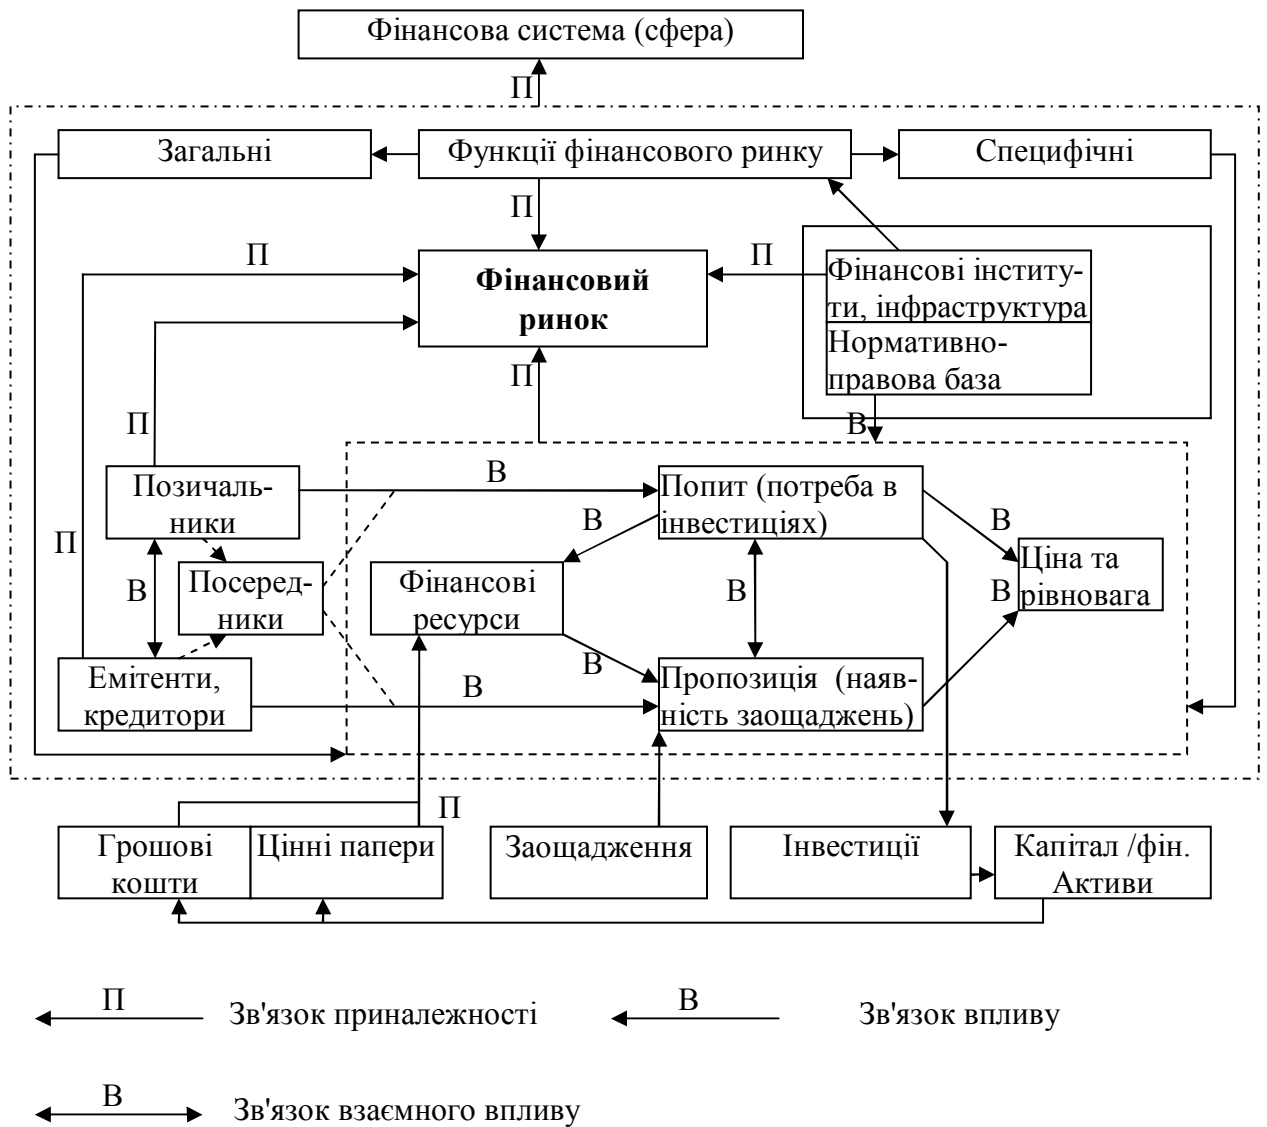 Фінансова система (сфера)
П
Загальні
Функції фінансового ринку
Специфічні
П
П
П
Фінансовий
ринок
Фінансові інститу-
ти, інфраструктура
Нормативно-
правова база
П
П
В
Позичаль-
ники
В
Попит (потреба в
інвестиціях)
В
В
П
В
Посеред-
ники
Фінансові
ресурси
В
В
Ціна та
рівновага
Емітенти,
кредитори
В
В
Пропозиція (наяв-
ність заощаджень)
П
Грошові
кошти
Цінні папери
Заощадження
Інвестиції
Капітал /фін.
Активи
П
Зв'язок приналежності
В
Зв'язок впливу
В
Зв'язок взаємного впливу